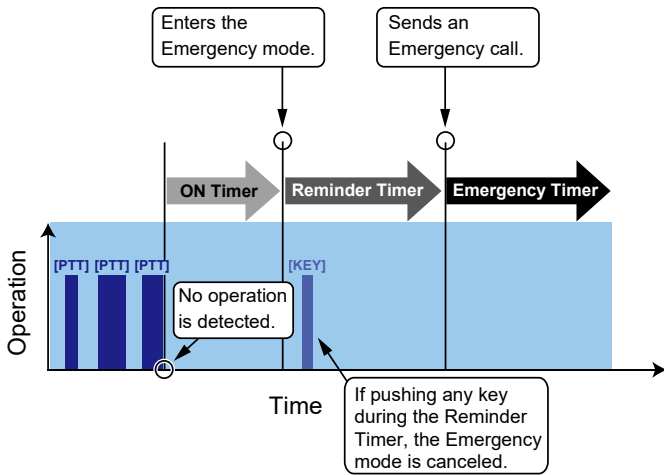 Enters the
Emergency mode.
Sends an
Emergency call.
ON Timer
Reminder Timer
Emergency Timer
[PTT] [PTT] [PTT]
[KEY]
No operation
is detected.
Operation
Time
If pushing any key
during the Reminder
Timer, the Emergency
mode is canceled.